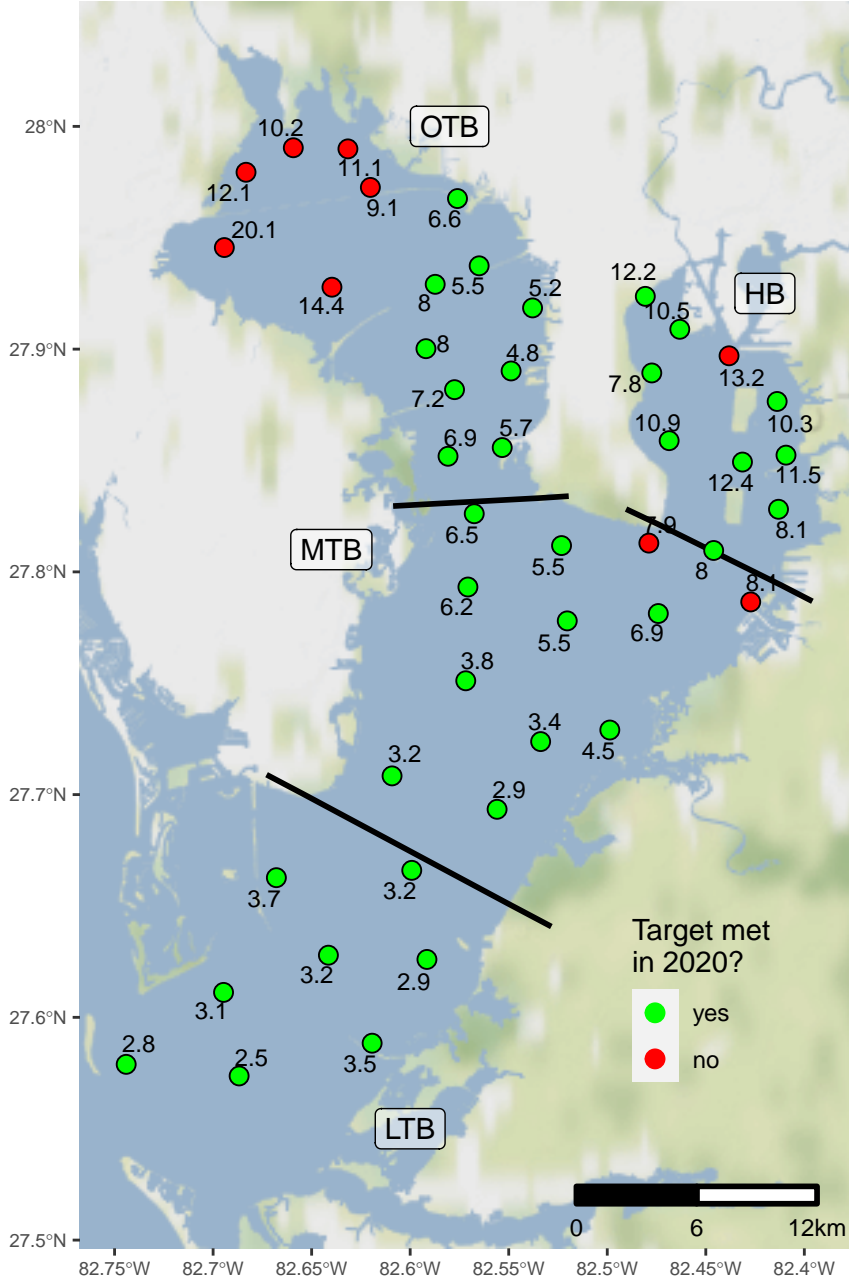 28°N
27.9°N
27.8°N
27.7°N
27.6°N
27.5°N
OTB
10.2
11.1
12.1
9.1
6.6
20.1
14.4
5.5
8
5.2
8
4.8
7.2
6.9
5.7
HB
12.2
10.5
13.2
7.8
10.3
10.9
12.4
11.5
8.1
MTB
6.5
7.9
5.5
8
8.1
6.2
5.5
6.9
3.8
3.4
4.5
3.2
2.9
3.7
3.2
3.2
2.9
3.1
2.8
2.5
3.5
LTB
Target met
in 2020?
yes
no
0 6 12km
82.75°W 82.7°W 82.65°W 82.6°W 82.55°W 82.5°W 82.45°W 82.4°W